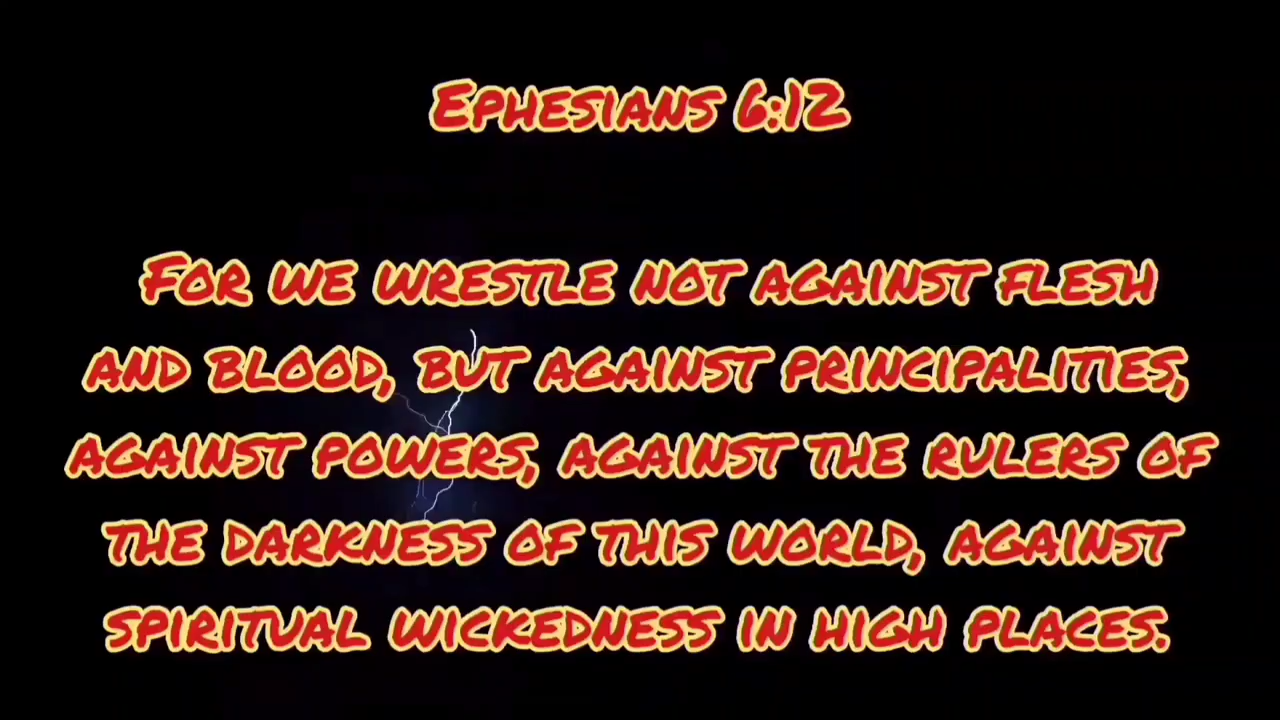 Ephesians 6:12
For we wrestle not against flesh
and blood, but against principalities,
against powers, against the rulers of
the darkness of this world, against
spiritual wickedness in high places.